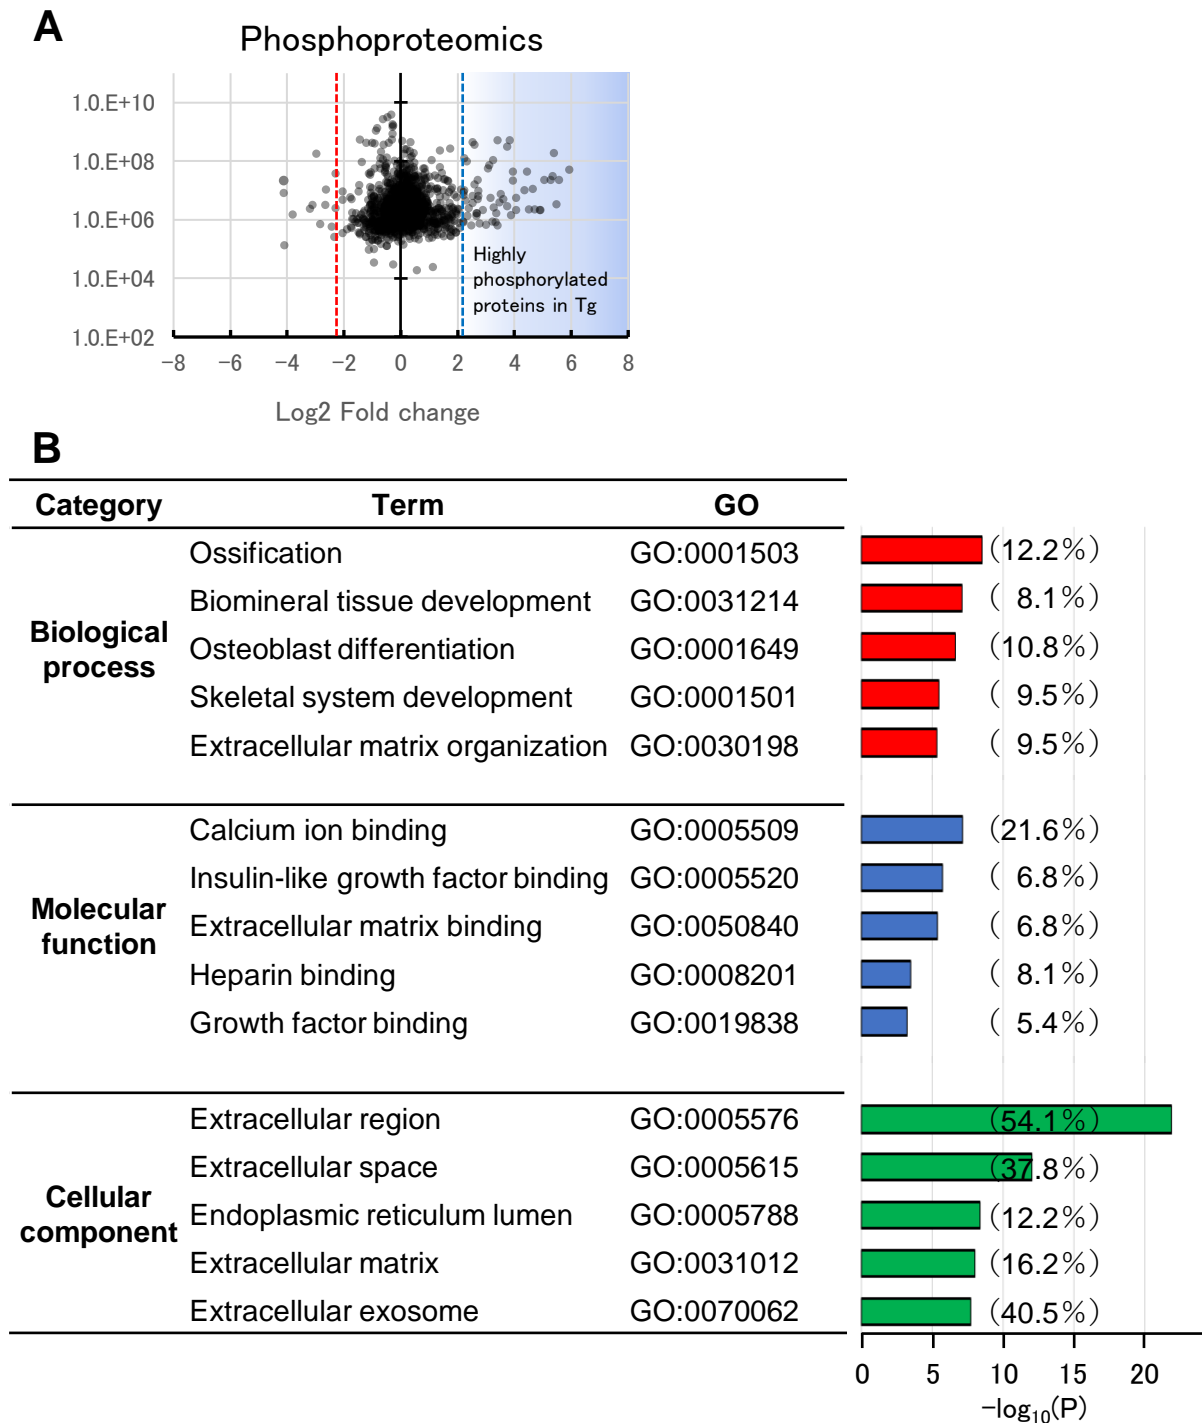 A
Phosphoproteomics
1.0.E+10
1.0.E+08
1.0.E+06
1.0.E+04
1.0.E+02
Highly
phosphorylated
proteins in Tg
−8 −6 −4 −2 0 2 4 6 8
Log2 Fold change
B
Category Term GO
Biological
process
Ossification GO:0001503 (12.2%)
Biomineral tissue development GO:0031214 ( 8.1%)
Osteoblast differentiation GO:0001649 (10.8%)
Skeletal system development GO:0001501 ( 9.5%)
Extracellular matrix organization GO:0030198 ( 9.5%)
Molecular
function
Calcium ion binding GO:0005509 (21.6%)
Insulin-like growth factor binding GO:0005520 ( 6.8%)
Extracellular matrix binding GO:0050840 ( 6.8%)
Heparin binding GO:0008201 ( 8.1%)
Growth factor binding GO:0019838 ( 5.4%)
Cellular
component
Extracellular region GO:0005576 (54.1%)
Extracellular space GO:0005615 (37.8%)
Endoplasmic reticulum lumen GO:0005788 (12.2%)
Extracellular matrix GO:0031012 (16.2%)
Extracellular exosome GO:0070062 (40.5%)
0 5 10 15 20
−log₁₀(P)